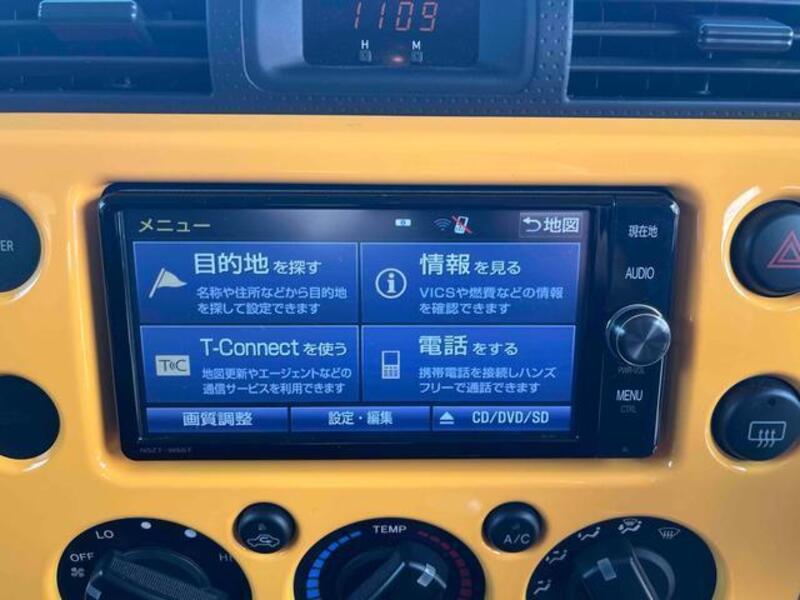 1109
H M
メニュー
地図
現在地
目的地を探す
名称や住所などから目的地
を探して設定できます
情報を見る
VICSや燃費などの情報
を確認できます
AUDIO
T-Connectを使う
地図更新やエージェントなどの
通信サービスを利用できます
電話をする
携帯電話を接続しハンズ
フリーで通話できます
PWR·VOL
MENU
CTRL
画質調整
設定・編集
CD/DVD/SD
NSZT-W66T
LO
OFF
HI
TEMP
A/C